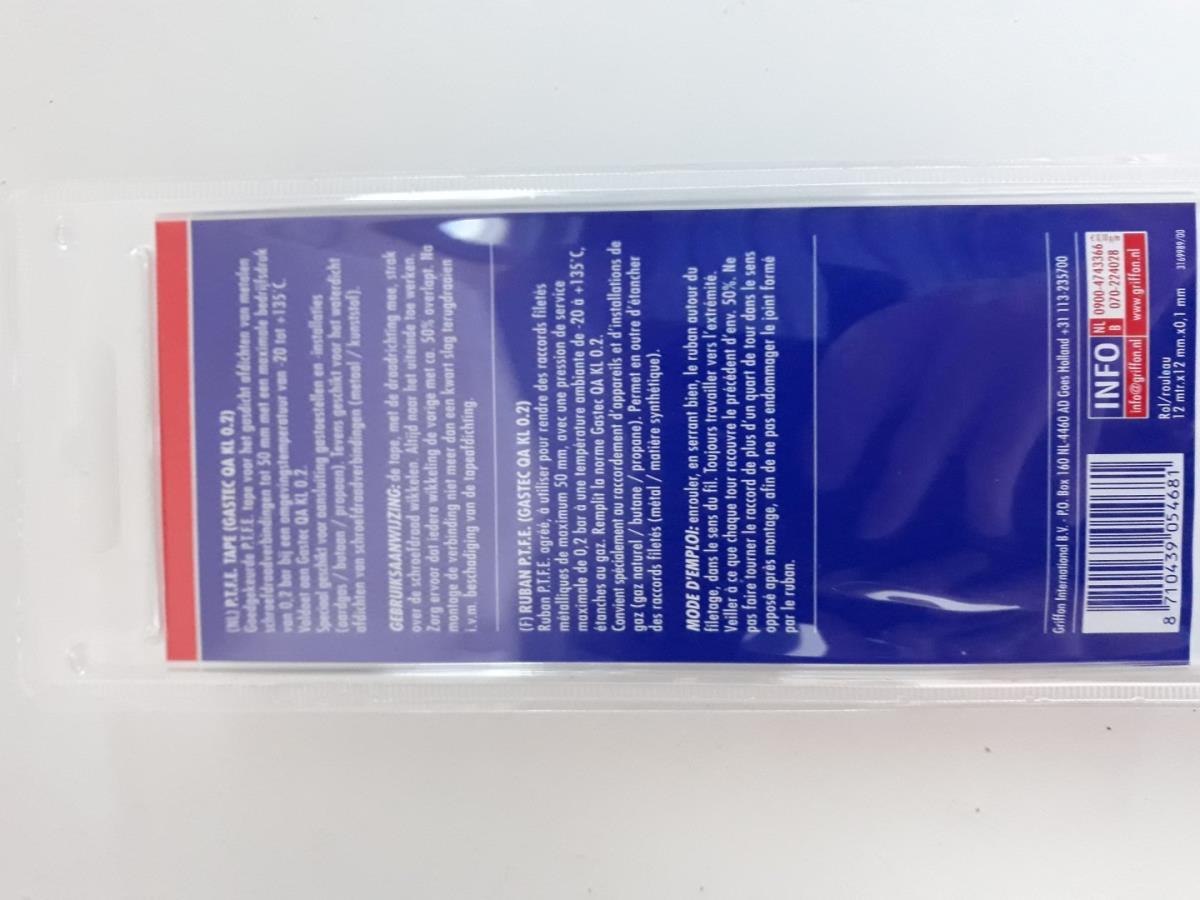 (NL) P.T.F.E. TAPE (GASTEC QA KL 0.2)
Goedgekeurde P.T.F.E. tape voor het gasdicht afdichten van metalen
schroefdraadverbindingen tot 50 mm met een maximale bedrijfsdruk
van 0,2 bar bij een omgevingstemperatuur van -20 tot +135°C.
Voldoet aan Gastec QA KL 0.2.
Speciaal geschikt voor aansluiting gastoestellen en -installaties
(aardgas / butaan / propaan). Tevens geschikt voor het waterdicht
afdichten van schroefdraadverbindingen (metaal / kunststof).
GEBRUIKSAANWIJZING: de tape, met de draadrichting mee, strak
over de schroefdraad wikkelen. Altijd naar het uiteinde toe werken.
Zorg ervoor dat iedere wikkeling de vorige met ca. 50% overlapt. Na
montage de verbinding niet meer dan een kwart slag terugdraaien
i.v.m. beschadiging van de tapeafdichting.
(F) RUBAN P.T.F.E. (GASTEC QA KL 0.2)
Ruban P.T.F.E. agréé, à utiliser pour rendre des raccords filetés
métalliques de maximum 50 mm, avec une pression de service
maximale de 0,2 bar à une température ambiante de -20 à +135°C,
étanches au gaz. Remplit la norme Gastec QA KL 0.2.
Convient spécialement au raccordement d'appareils et d'installations de
gaz (gaz naturel / butane / propane). Permet en outre d'étancher
des raccords filetés (métal / matière synthétique).
MODE D'EMPLOI: enrouler, en serrant bien, le ruban autour du
filetage, dans le sens du fil. Toujours travailler vers l'extrémité.
Veiller à ce que chaque tour recouvre le précédent d'env. 50%. Ne
pas faire tourner le raccord de plus d'un quart de tour dans le sens
opposé après montage, afin de ne pas endommager le joint formé
par le ruban.
Griffon International B.V. · P.O. Box 160 NL-4460 AD Goes Holland +31 113-235700
INFO NL 0900-4743366
B 070-224028
info@griffon.nl www.griffon.nl
Rol/rouleau
12 mtr.x12 mm.x0,1 mm 3169989/00
8 710439 054681